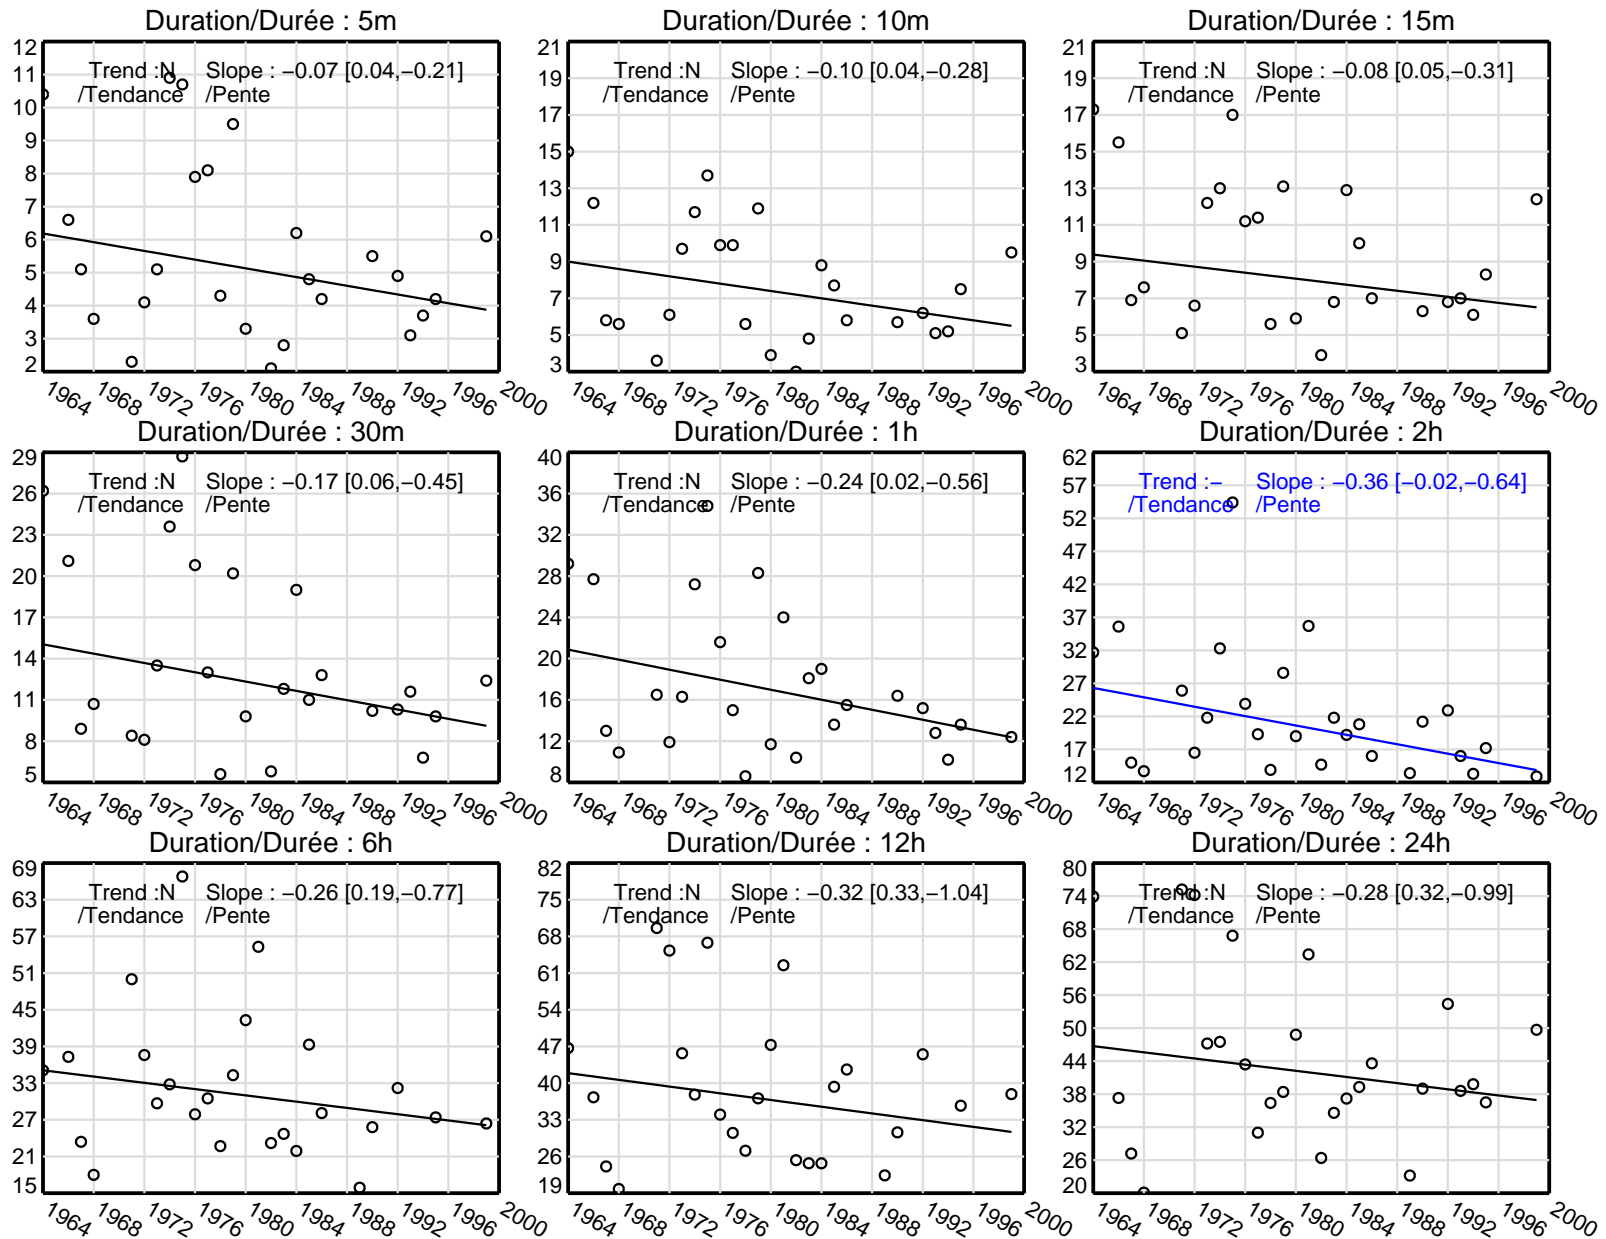 Duration/Durée : 5m
12
11
10
9
8
7
6
5
4
3
2
Trend :N Slope : −0.07 [0.04,−0.21]
/Tendance /Pente
1964 1968 1972 1976 1980 1984 1988 1992 1996 2000
Duration/Durée : 10m
21
19
17
15
13
11
9
7
5
3
Trend :N Slope : −0.10 [0.04,−0.28]
/Tendance /Pente
1964 1968 1972 1976 1980 1984 1988 1992 1996 2000
Duration/Durée : 15m
21
19
17
15
13
11
9
7
5
3
Trend :N Slope : −0.08 [0.05,−0.31]
/Tendance /Pente
1964 1968 1972 1976 1980 1984 1988 1992 1996 2000
Duration/Durée : 30m
29
26
23
20
17
14
11
8
5
Trend :N Slope : −0.17 [0.06,−0.45]
/Tendance /Pente
1964 1968 1972 1976 1980 1984 1988 1992 1996 2000
Duration/Durée : 1h
40
36
32
28
24
20
16
12
8
Trend :N Slope : −0.24 [0.02,−0.56]
/Tendance /Pente
1964 1968 1972 1976 1980 1984 1988 1992 1996 2000
Duration/Durée : 2h
62
57
52
47
42
37
32
27
22
17
12
Trend :− Slope : −0.36 [−0.02,−0.64]
/Tendance /Pente
1964 1968 1972 1976 1980 1984 1988 1992 1996 2000
Duration/Durée : 6h
69
63
57
51
45
39
33
27
21
15
Trend :N Slope : −0.26 [0.19,−0.77]
/Tendance /Pente
1964 1968 1972 1976 1980 1984 1988 1992 1996 2000
Duration/Durée : 12h
82
75
68
61
54
47
40
33
26
19
Trend :N Slope : −0.32 [0.33,−1.04]
/Tendance /Pente
1964 1968 1972 1976 1980 1984 1988 1992 1996 2000
Duration/Durée : 24h
80
74
68
62
56
50
44
38
32
26
20
Trend :N Slope : −0.28 [0.32,−0.99]
/Tendance /Pente
1964 1968 1972 1976 1980 1984 1988 1992 1996 2000